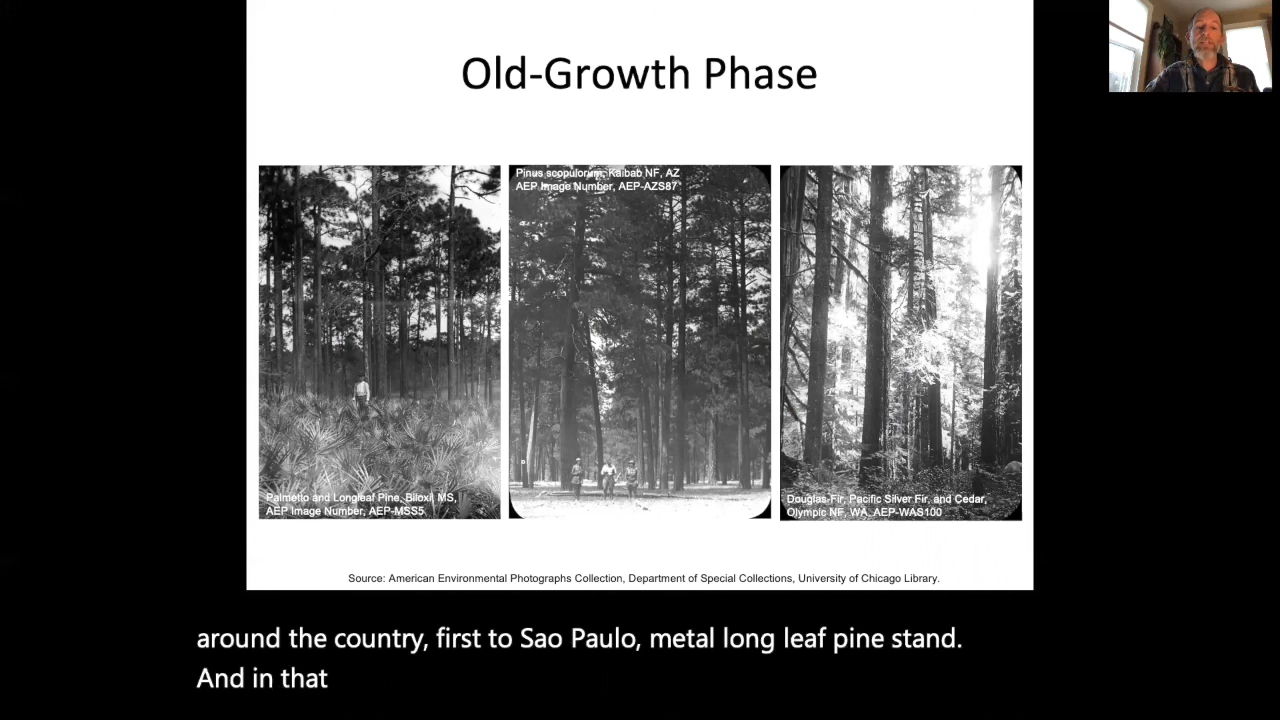 Old-Growth Phase
Pinus scopulorum, Kaibab NF, AZ
AEP Image Number, AEP-AZS87
Palmetto and Longleaf Pine, Biloxi, MS,
AEP Image Number, AEP-MSS5
Douglas-Fir, Pacific Silver Fir, and Cedar,
Olympic NF, WA, AEP-WAS100
Source: American Environmental Photographs Collection, Department of Special Collections, University of Chicago Library.
around the country, first to Sao Paulo, metal long leaf pine stand.
And in that